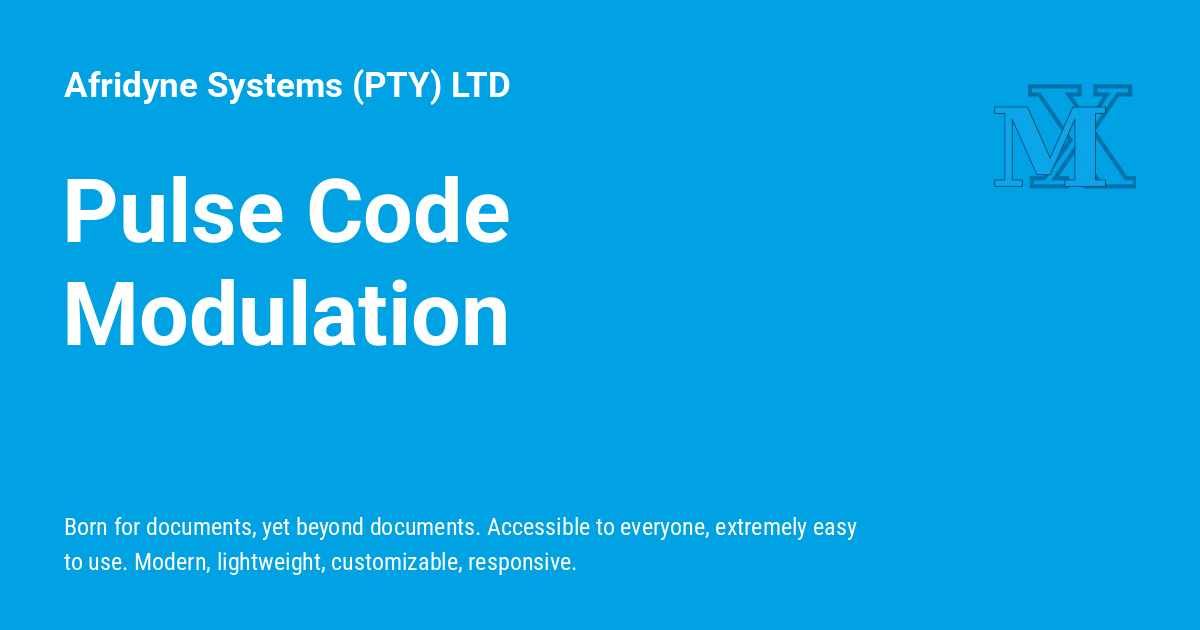 Afridyne Systems (PTY) LTD
MX
Pulse Code
Modulation
Born for documents, yet beyond documents. Accessible to everyone, extremely easy
to use. Modern, lightweight, customizable, responsive.